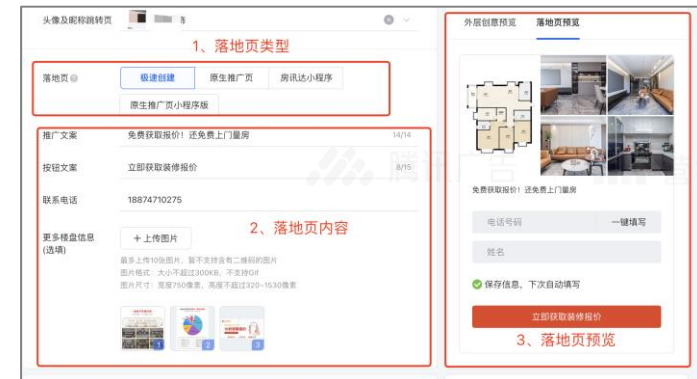 头像及昵称跳转页
1、落地页类型
落地页
极速创建
原生推广页
房讯达小程序
原生推广页小程序版
推广文案
免费获取报价！还免费上门量房
14/14
按钮文案
立即获取装修报价
8/15
联系电话
18874710275
2、落地页内容
更多楼盘信息
(选填)
+ 上传图片
最多上传10张图片，暂不支持含有二维码的图片
图片格式：大小不超过300KB，不支持Gif
图片尺寸：宽度750像素，高度不超过320~1530像素
1
2
3
外层创意预览
落地页预览
免费获取报价！还免费上门量房
电话号码
一键填写
姓名
保存信息，下次自动填写
立即获取装修报价
3、落地页预览
腾讯广告